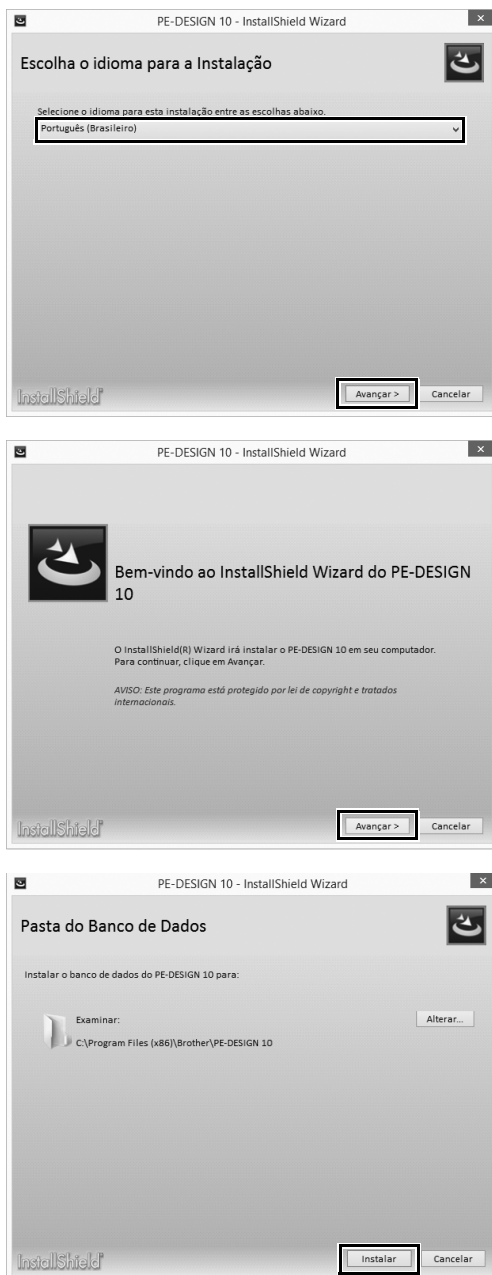 PE-DESIGN 10 - InstallShield Wizard
Escolha o idioma para a Instalação
Selecione o idioma para esta instalação entre as escolhas abaixo.
Português (Brasileiro)
InstallShield
Avançar >
Cancelar
PE-DESIGN 10 - InstallShield Wizard
Bem-vindo ao InstallShield Wizard do PE-DESIGN
10
O InstallShield(R) Wizard irá instalar o PE-DESIGN 10 em seu computador.
Para continuar, clique em Avançar.
AVISO: Este programa está protegido por lei de copyright e tratados
internacionais.
InstallShield
Avançar >
Cancelar
PE-DESIGN 10 - InstallShield Wizard
Pasta do Banco de Dados
Instalar o banco de dados do PE-DESIGN 10 para:
Examinar:
Alterar...
C:\Program Files (x86)\Brother\PE-DESIGN 10
InstallShield
Instalar
Cancelar